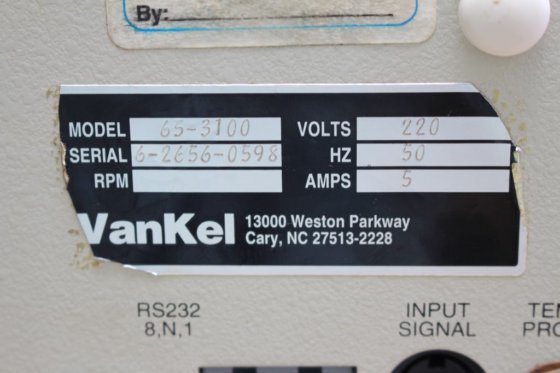 By:
MODEL 65-3100 VOLTS 220
SERIAL 6-2656-0598 HZ 50
RPM AMPS 5
VanKel 13000 Weston Parkway
Cary, NC 27513-2228
RS232 INPUT
8,N,1 SIGNAL